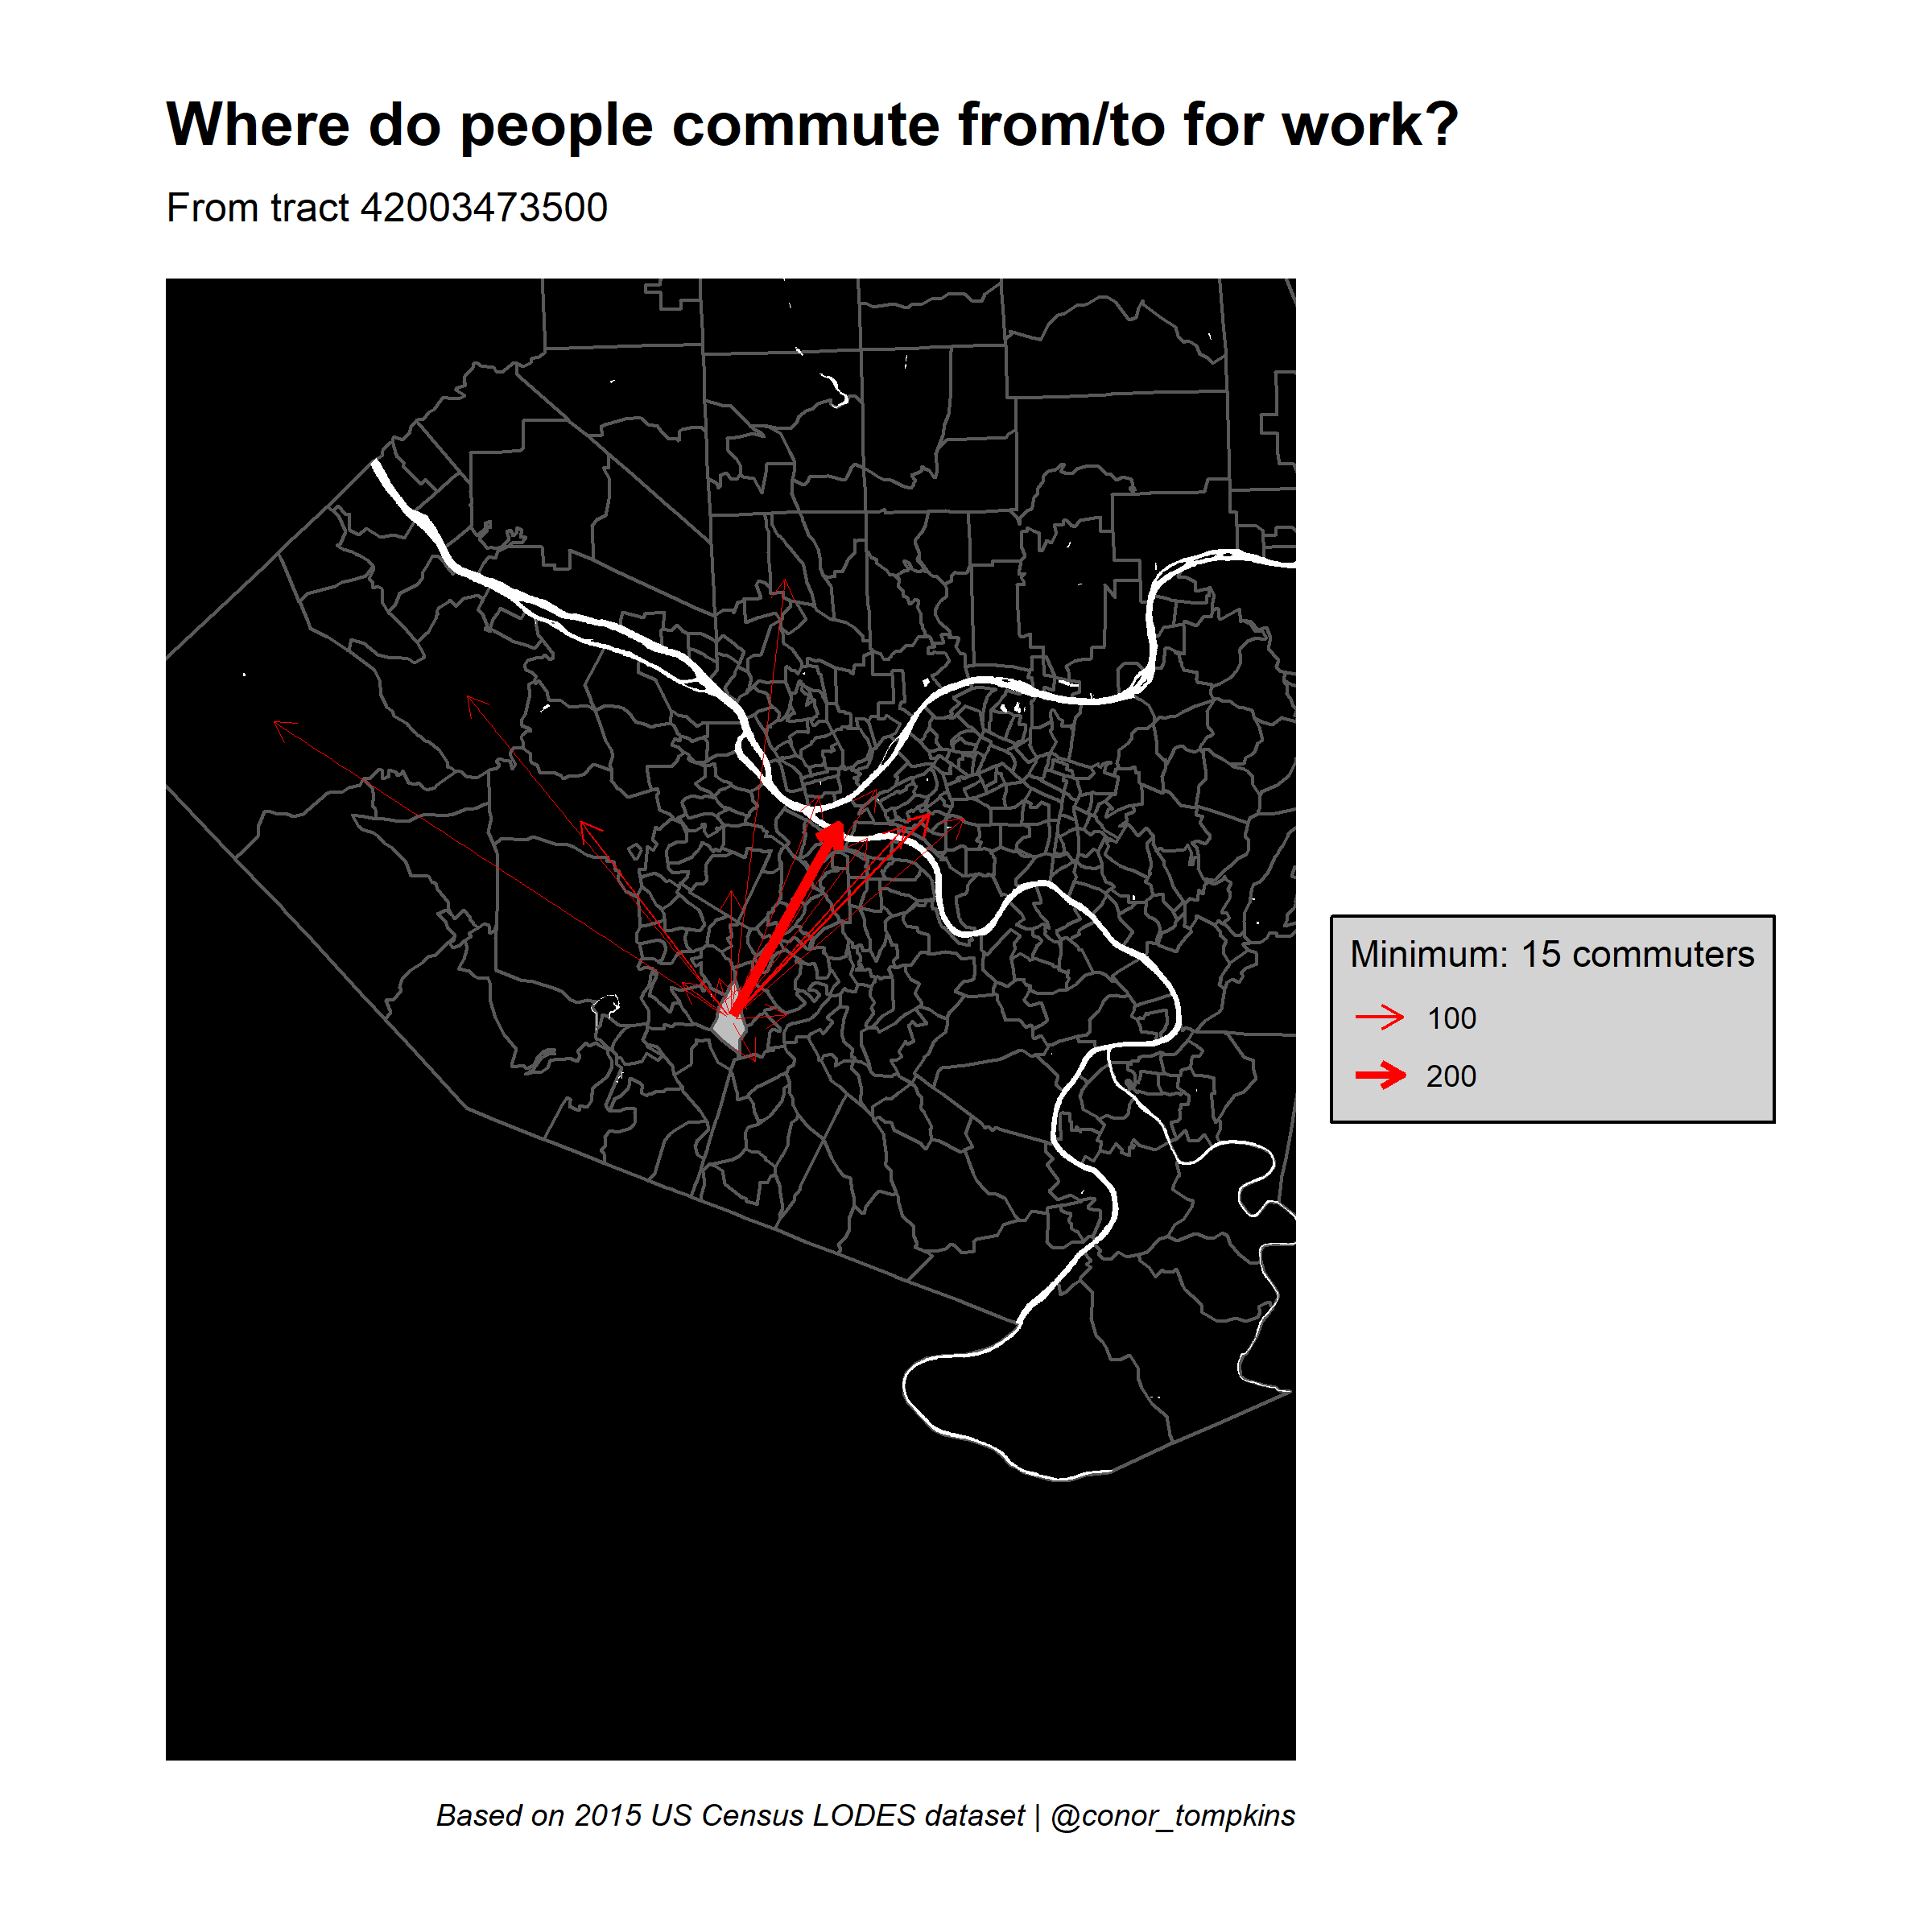 Where do people commute from/to for work?
From tract 42003473500
Minimum: 15 commuters
100
200
Based on 2015 US Census LODES dataset | @conor_tompkins